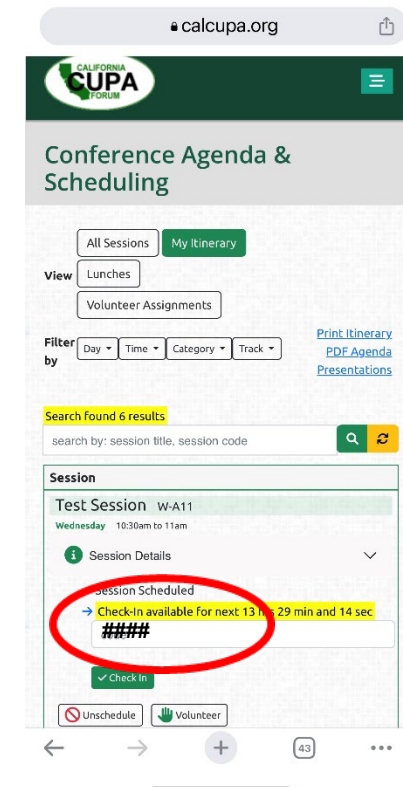 calcupa.org
CALIFORNIA
CUPA
FORUM
Conference Agenda &
Scheduling
All Sessions My Itinerary
View Lunches
Volunteer Assignments
Filter by Day Time Category Track
Print Itinerary
PDF Agenda
Presentations
Search found 6 results
search by: session title, session code
Session
Test Session W-A11
Wednesday 10:30am to 11am
Session Details
Session Scheduled
→ Check-In available for next 13 hrs 29 min and 14 sec
####
✓ Check In
Unschedule Volunteer
43